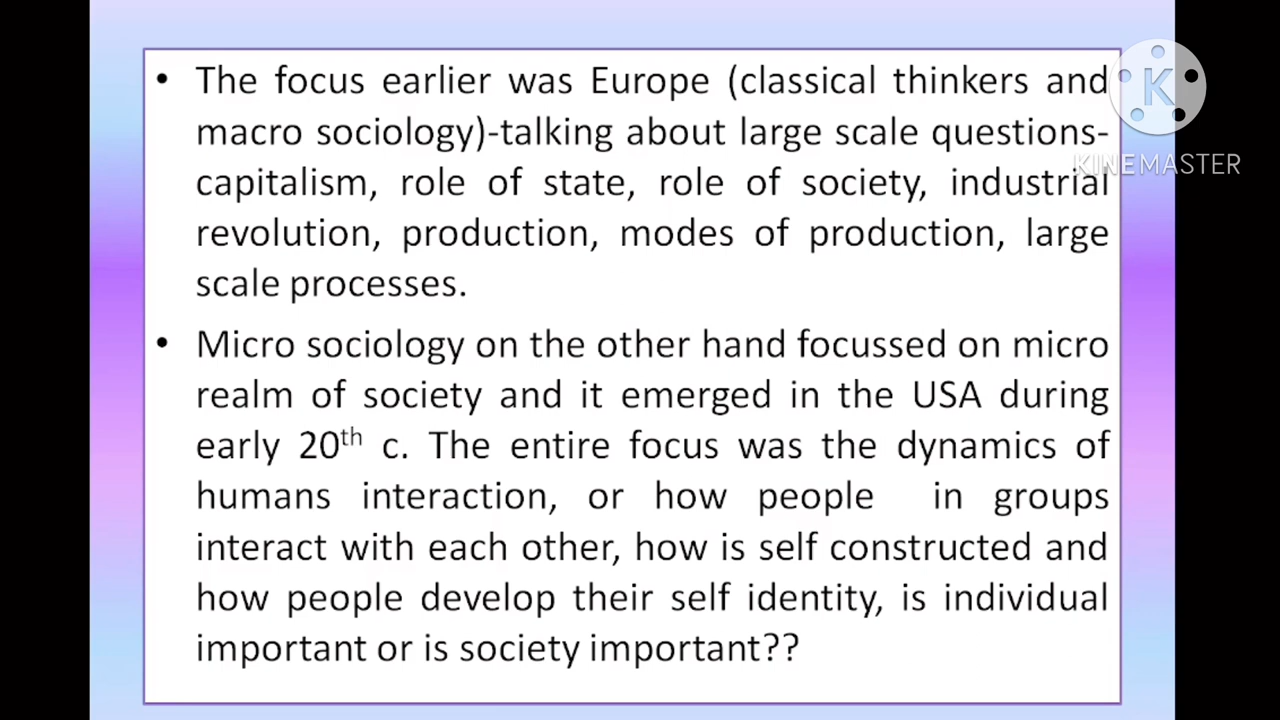 • The focus earlier was Europe (classical thinkers and
macro sociology)-talking about large scale questions-
capitalism, role of state, role of society, industrial
revolution, production, modes of production, large
scale processes.
• Micro sociology on the other hand focussed on micro
realm of society and it emerged in the USA during
early 20th c. The entire focus was the dynamics of
humans interaction, or how people in groups
interact with each other, how is self constructed and
how people develop their self identity, is individual
important or is society important??
K
KINEMASTER